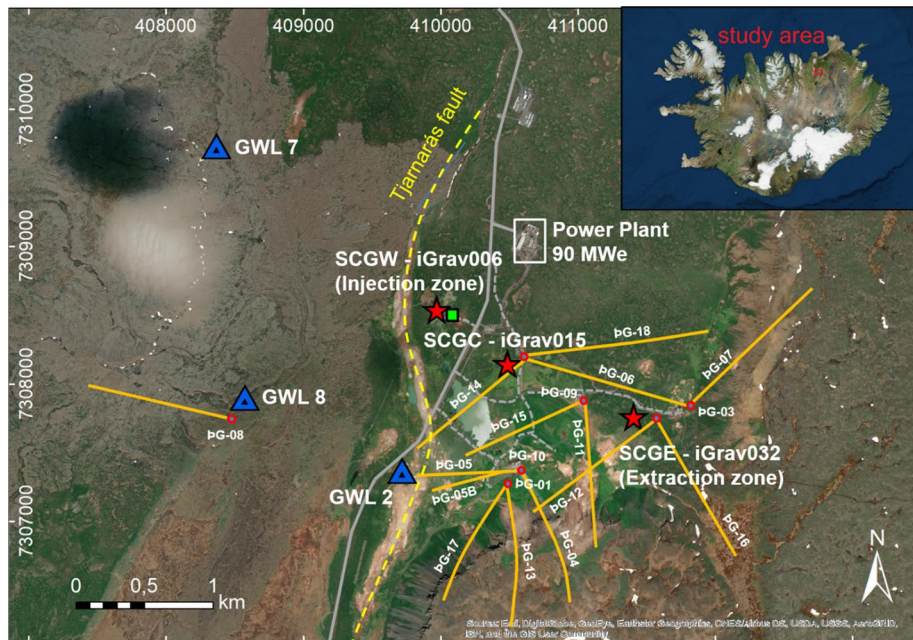 408000
409000
410000
411000
study area
7310000
7309000
7308000
7307000
GWL 7
Tjarnarás fault
Power Plant
90 MWe
SCGW - iGrav006
(Injection zone)
SCGC - iGrav015
ÞG-18
ÞG-07
ÞG-06
ÞG-14
ÞG-09
ÞG-03
GWL 8
ÞG-08
ÞG-15
ÞG-11
SCGE - iGrav032
(Extraction zone)
ÞG-10
ÞG-05
ÞG-01
ÞG-05B
ÞG-12
GWL 2
ÞG-16
ÞG-17
ÞG-13
ÞG-04
N
0 0,5 1
km
Sources: Esri, DigitalGlobe, GeoEye, Earthstar Geographics, CNES/Airbus DS, USDA, USGS, AeroGRID,
IGN, and the GIS User Community